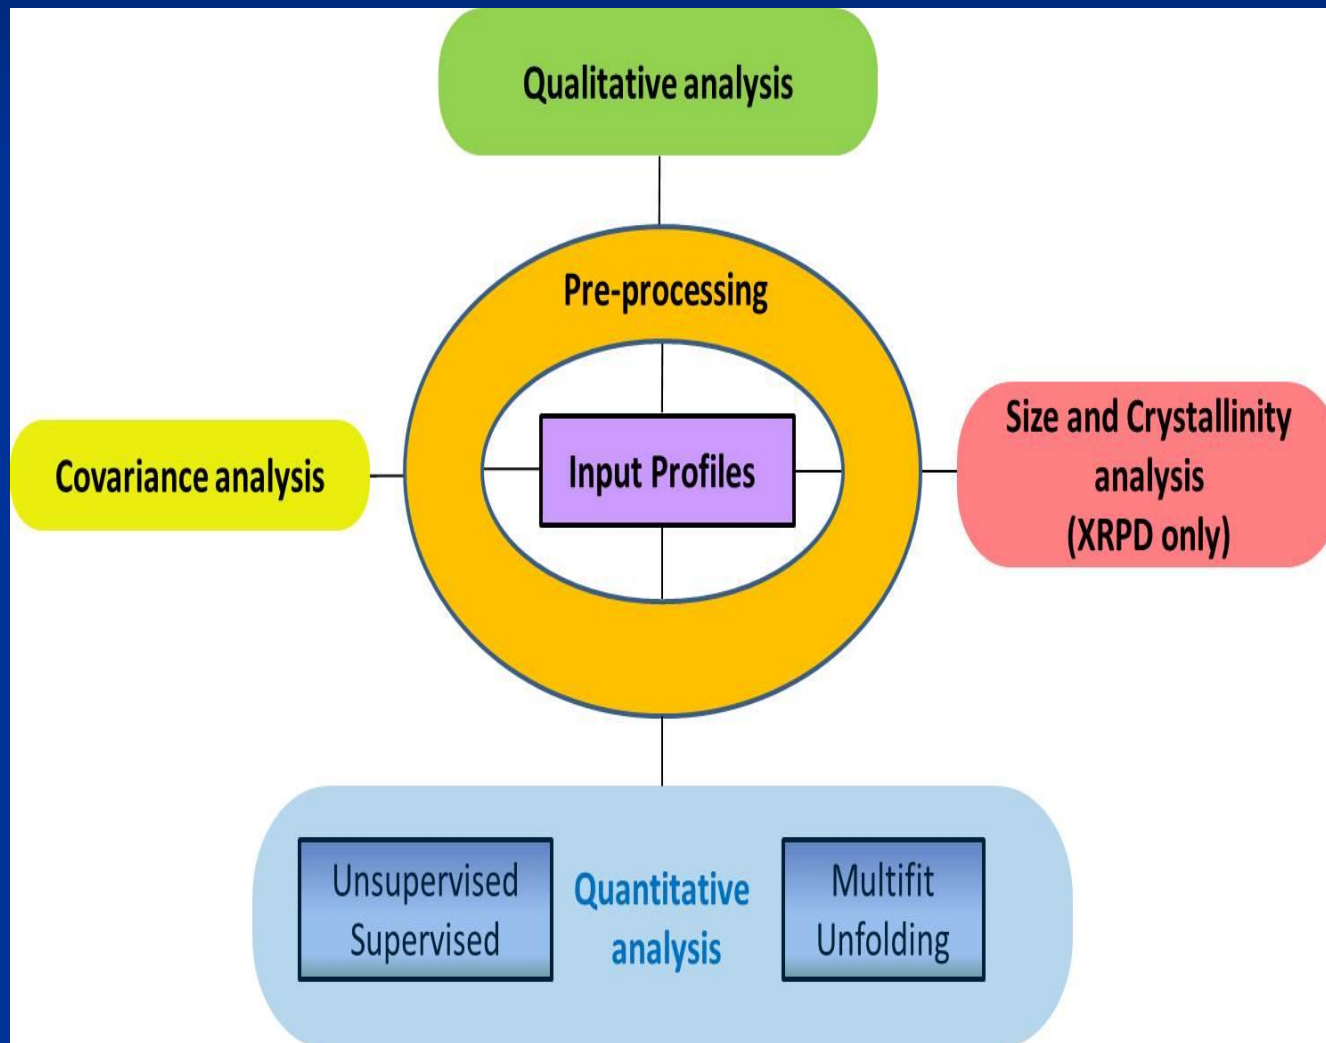 Qualitative analysis
Pre-processing
Covariance analysis
Input Profiles
Size and Crystallinity
analysis
(XRPD only)
Unsupervised
Supervised
Quantitative
analysis
Multifit
Unfolding